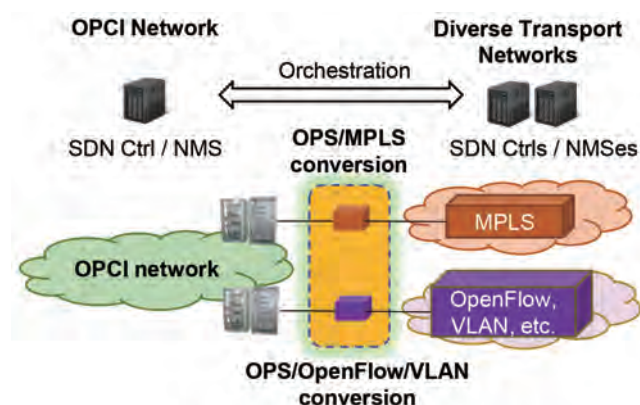 OPCI Network
Diverse Transport
Networks
Orchestration
SDN Ctrl / NMS
SDN Ctrls / NMSes
OPS/MPLS
conversion
MPLS
OPCI network
OpenFlow,
VLAN, etc.
OPS/OpenFlow/VLAN
conversion